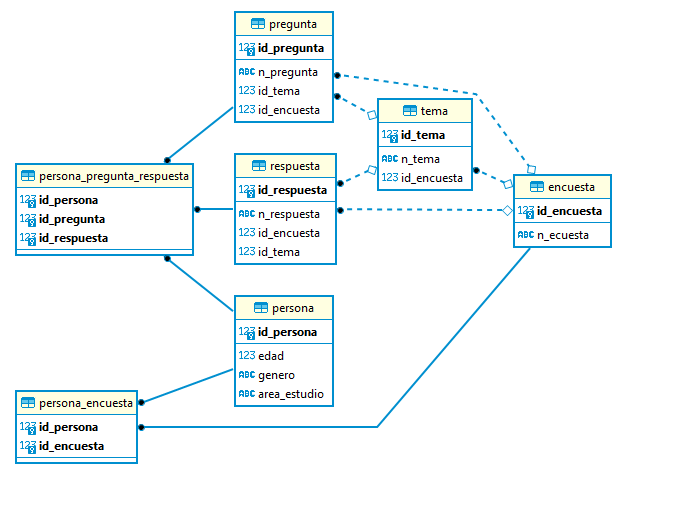 pregunta
123 id_pregunta
ABC n_pregunta
123 id_tema
123 id_encuesta
tema
123 id_tema
ABC n_tema
123 id_encuesta
persona_pregunta_respuesta
123 id_persona
123 id_pregunta
123 id_respuesta
respuesta
123 id_respuesta
ABC n_respuesta
123 id_encuesta
123 id_tema
encuesta
123 id_encuesta
ABC n_ecuesta
persona
123 id_persona
123 edad
ABC genero
ABC area_estudio
persona_encuesta
123 id_persona
123 id_encuesta